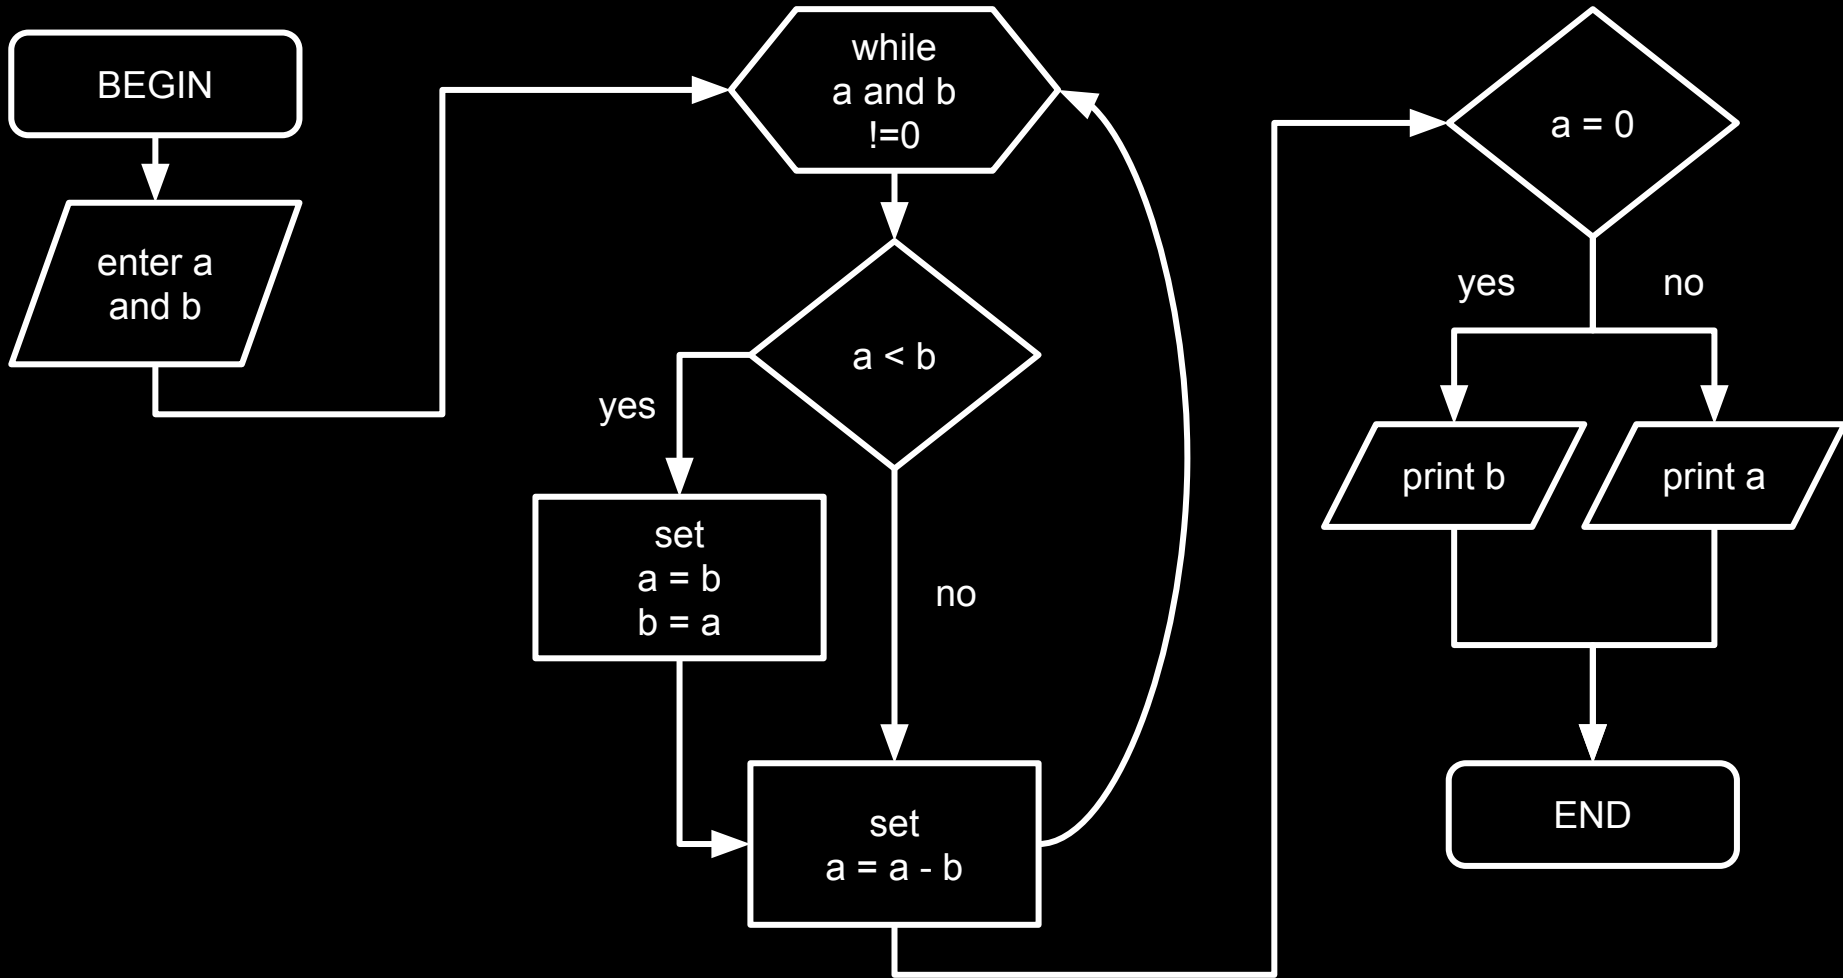 BEGIN
enter a
and b
while
a and b
!=0
a < b
yes
no
set
a = b
b = a
set
a = a - b
a = 0
yes
no
print b
print a
END